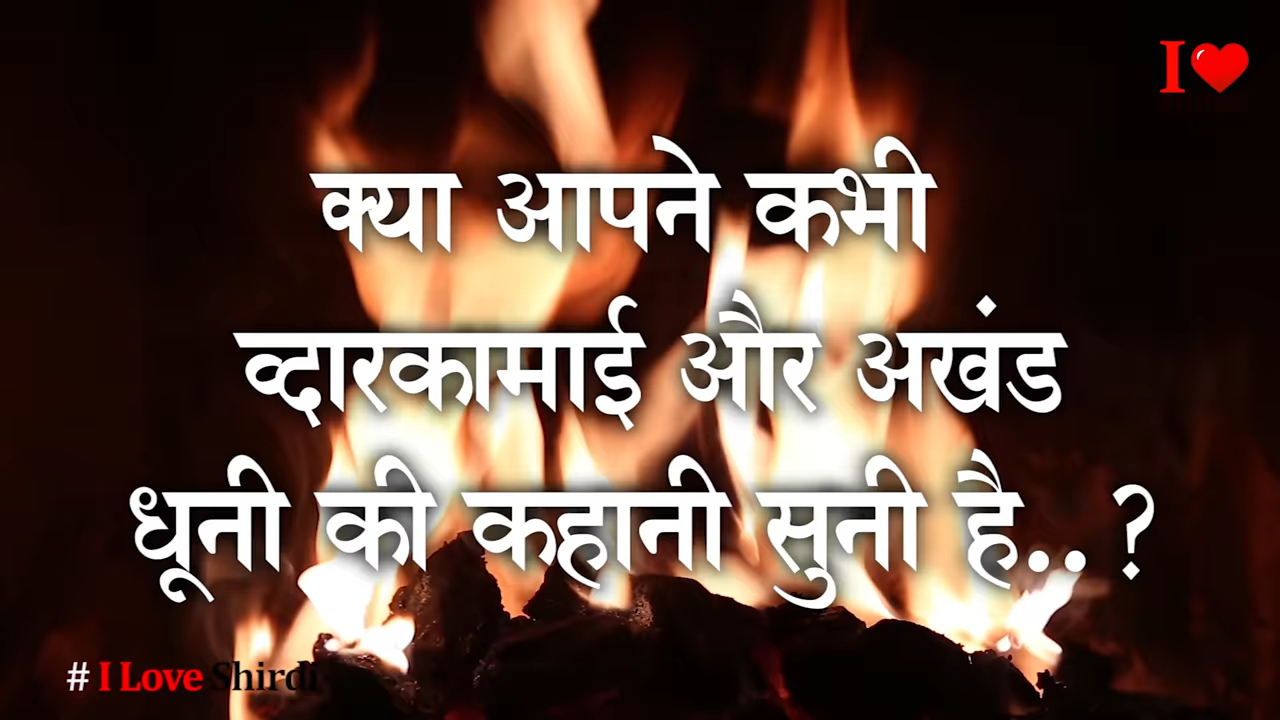 I❤
क्या आपने कभी
व्दारकामाई और अखंड
धूनी की कहानी सुनी है..?
# I Love Shirdi